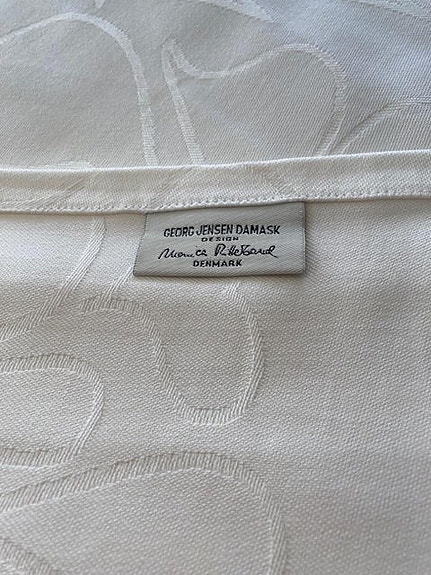 GEORG JENSEN DAMASK
DESIGN
Monica Ritterband
DENMARK